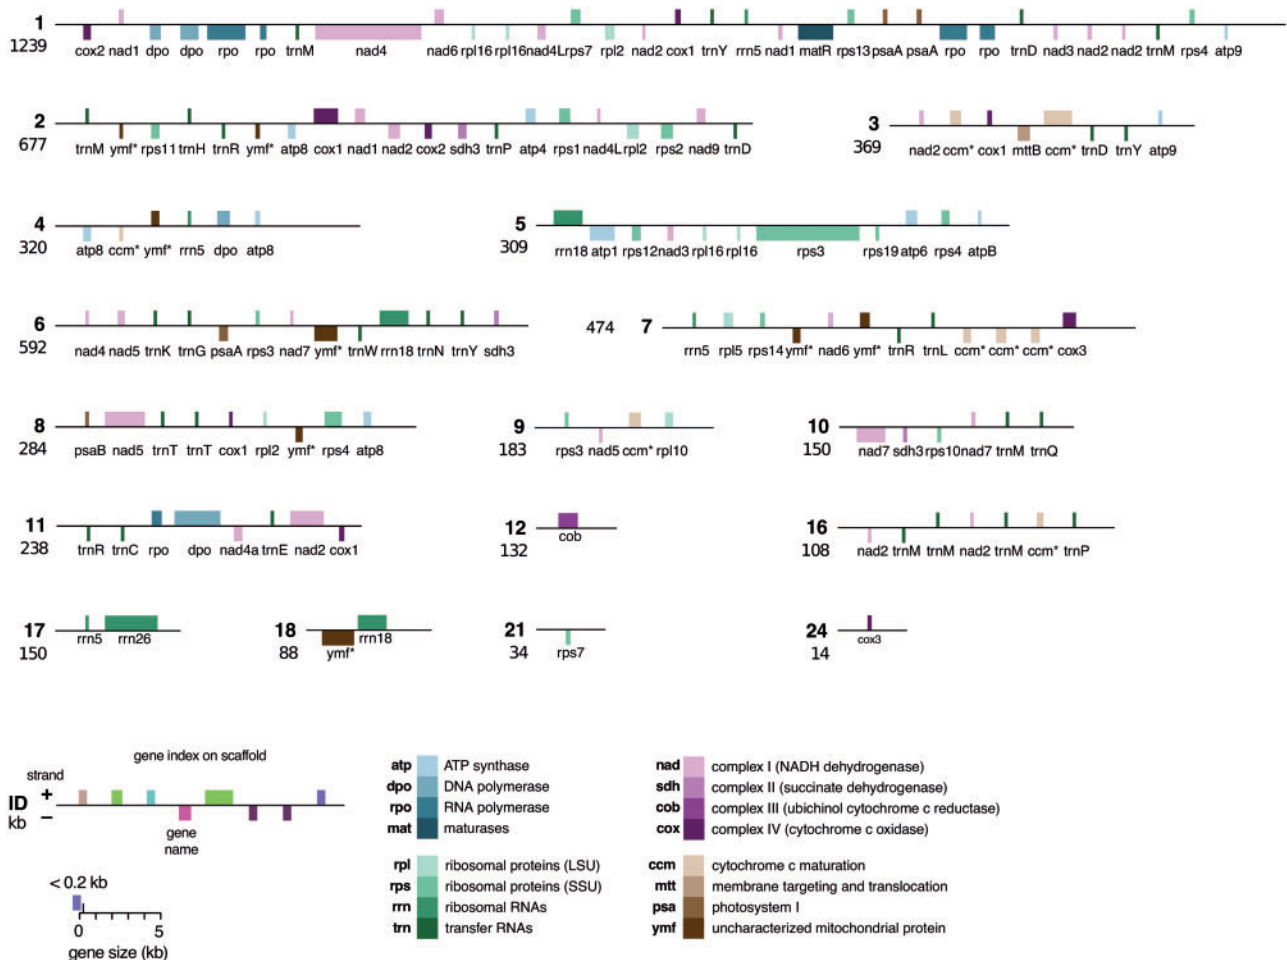 1
1239
cox2 nad1 dpo dpo rpo rpo trnM nad4 nad6 rpl16 rpl16 nad4L rps7 rpl2 nad2 cox1 trnY rrn5 nad1 matR rps13 psaA psaA rpo rpo trnD nad3 nad2 nad2 trnM rps4 atp9
2
677
trnM ymf* rps11 trnH trnR ymf* atp8 cox1 nad1 nad2 cox2 sdh3 trnP atp4 rps1 nad4L rpl2 rps2 nad9 trnD
3
369
nad2 ccm* cox1 mttB ccm* trnD trnY atp9
4
320
atp8 ccm* ymf* rrn5 dpo atp8
5
309
rrn18 atp1 rps12 nad3 rpl16 rpl16 rps3 rps19 atp6 rps4 atpB
6
592
nad4 nad5 trnK trnG psaA rps3 nad7 ymf* trnW rrn18 trnN trnY sdh3
474 7
rrn5 rpl5 rps14 ymf* nad6 ymf* trnR trnL ccm* ccm* ccm* cox3
8
284
psaB nad5 trnT trnT cox1 rpl2 ymf* rps4 atp8
9
183
rps3 nad5 ccm* rpl10
10
150
nad7 sdh3 rps10 nad7 trnM trnQ
11
238
trnR trnC rpo dpo nad4a trnE nad2 cox1
12
132
cob
16
108
nad2 trnM trnM nad2 trnM ccm* trnP
17
150
rrn5 rrn26
18
88
ymf* rrn18
21
34
rps7
24
14
cox3
gene index on scaffold
strand
ID + 
kb −
gene
name
< 0.2 kb
0 5
gene size (kb)
atp ATP synthase
dpo DNA polymerase
rpo RNA polymerase
mat maturases
rpl ribosomal proteins (LSU)
rps ribosomal proteins (SSU)
rrn ribosomal RNAs
trn transfer RNAs
nad complex I (NADH dehydrogenase)
sdh complex II (succinate dehydrogenase)
cob complex III (ubichinol cytochrome c reductase)
cox complex IV (cytochrome c oxidase)
ccm cytochrome c maturation
mtt membrane targeting and translocation
psa photosystem I
ymf uncharacterized mitochondrial protein